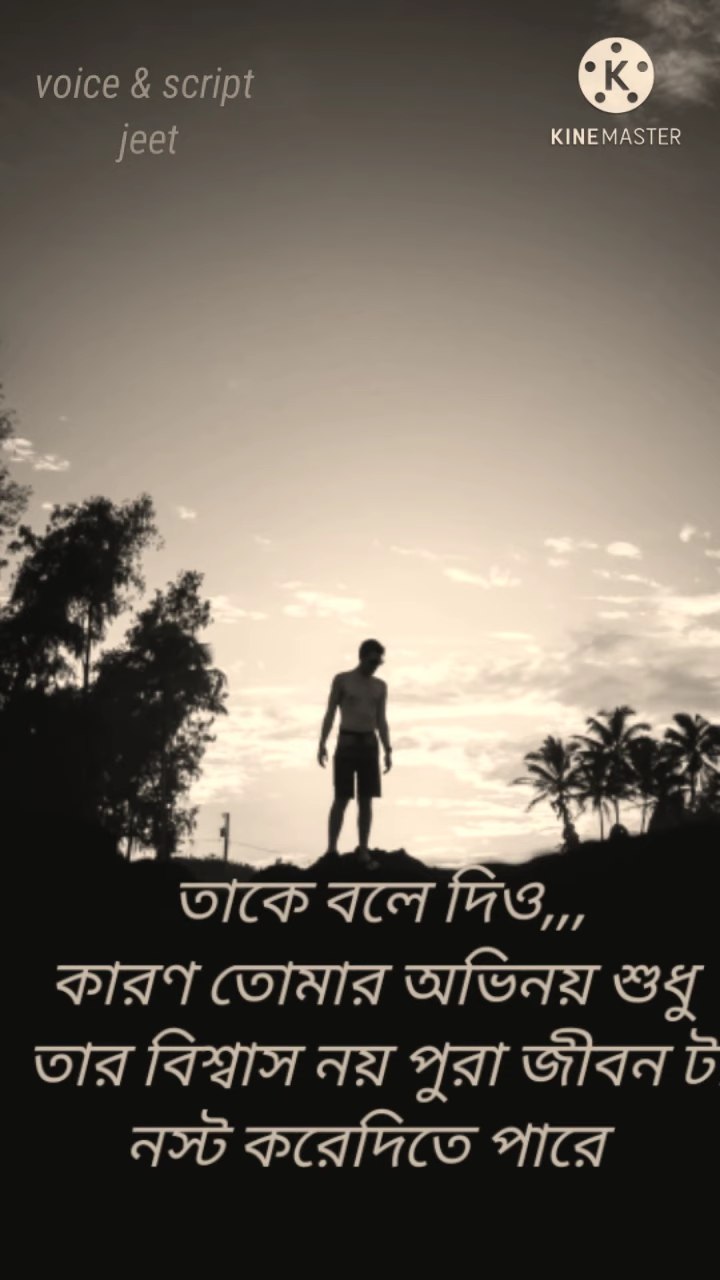 voice & script
jeet
KINEMASTER
তাকে বলে দিও,,,
কারণ তোমার অভিনয় শুধু
তার বিশ্বাস নয় পুরা জীবন ট
নস্ট করেদিতে পারে